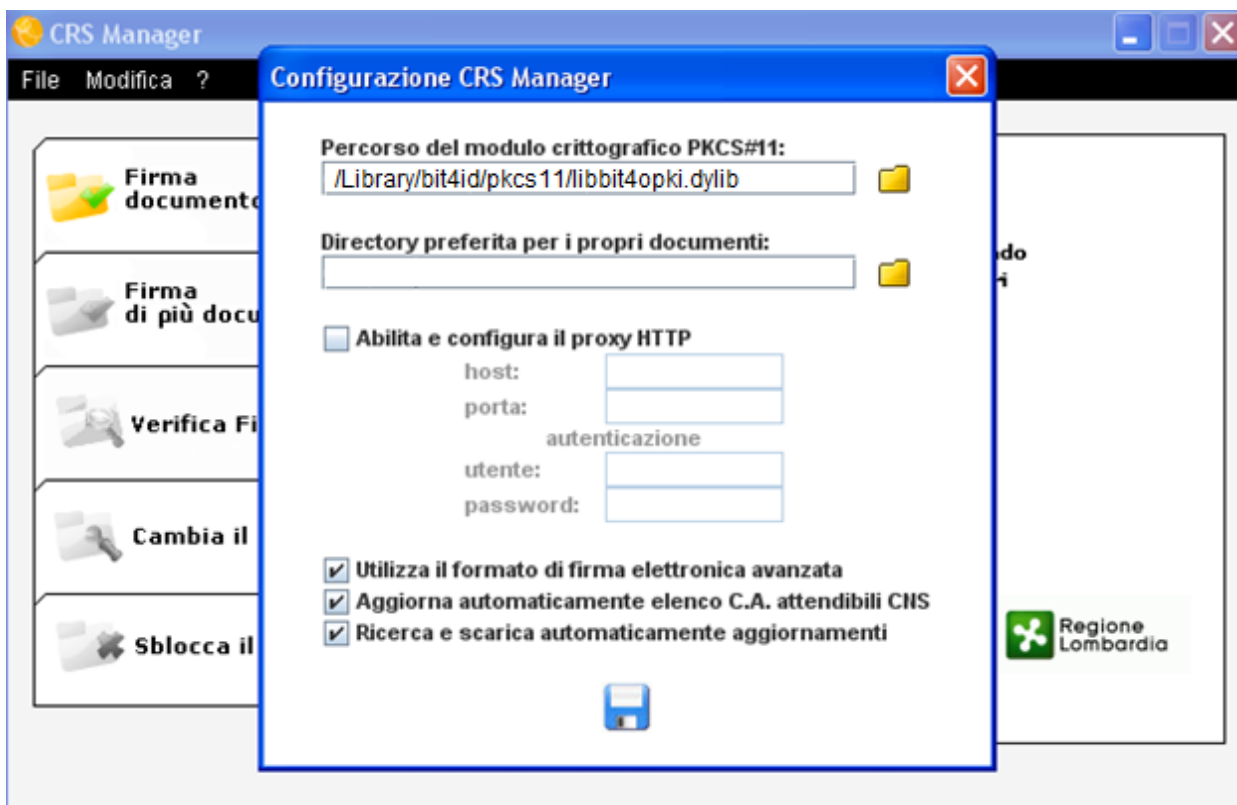 CRS Manager
File Modifica ?
Configurazione CRS Manager
Percorso del modulo crittografico PKCS#11:
/Library/bit4id/pkcs11/libbit4opki.dylib
Directory preferita per i propri documenti:
Abilita e configura il proxy HTTP
host:
porta:
autenticazione
utente:
password:
Utilizza il formato di firma elettronica avanzata
Aggiorna automaticamente elenco C.A. attendibili CNS
Ricerca e scarica automaticamente aggiornamenti
Firma
documento
Firma
di più docu
Verifica Fi
Cambia il
Sblocca il
do
ri
Regione
Lombardia